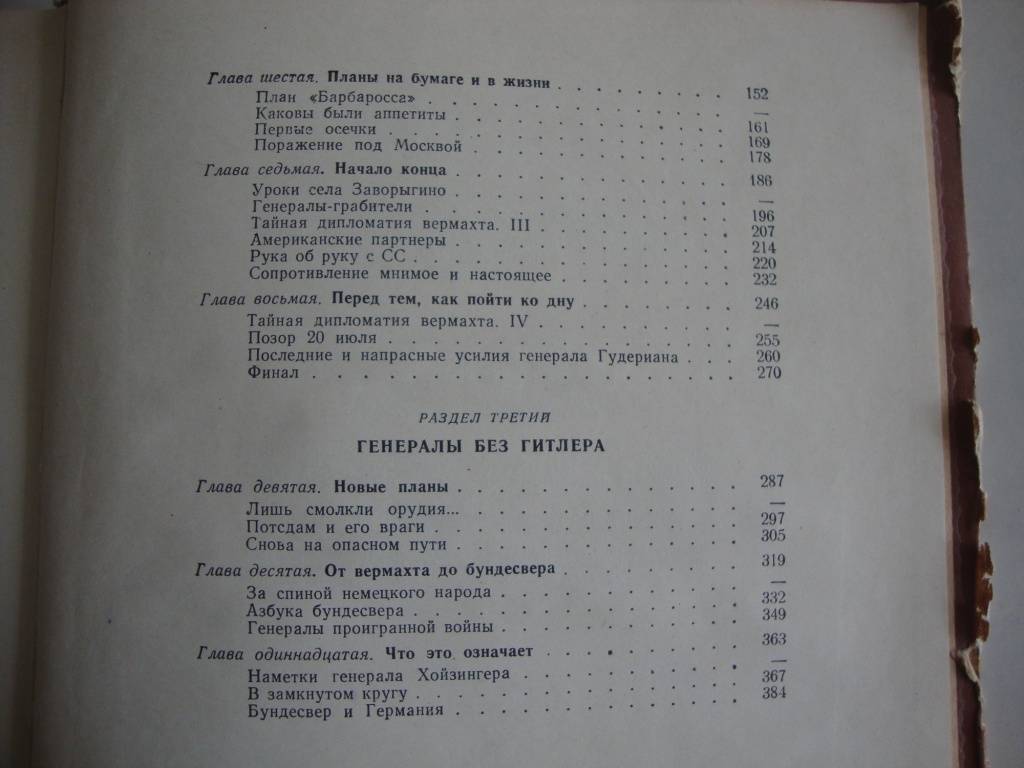 Глава шестая. Планы на бумаге и в жизни . . . . . . . . . 152
План «Барбаросса» . . . . . . . . . . . . —
Каковы были аппетиты . . . . . . . . . . . 161
Первые осечки . . . . . . . . . . . . . 169
Поражение под Москвой . . . . . . . . . . 178
Глава седьмая. Начало конца . . . . . . . . . . . 186
Уроки села Заворыгино . . . . . . . . . . . —
Генералы-грабители . . . . . . . . . . . . 196
Тайная дипломатия вермахта. III . . . . . . . . 207
Американские партнеры . . . . . . . . . . . 214
Рука об руку с СС . . . . . . . . . . . . 220
Сопротивление мнимое и настоящее . . . . . . . 232
Глава восьмая. Перед тем, как пойти ко дну . . . . . . . 246
Тайная дипломатия вермахта. IV . . . . . . . . —
Позор 20 июля . . . . . . . . . . . . . 255
Последние и напрасные усилия генерала Гудериана . . . 260
Финал . . . . . . . . . . . . . . . 270
РАЗДЕЛ ТРЕТИЙ
ГЕНЕРАЛЫ БЕЗ ГИТЛЕРА
Глава девятая. Новые планы . . . . . . . . . . . 287
Лишь смолкли орудия... . . . . . . . . . . —
Потсдам и его враги . . . . . . . . . . . 297
Снова на опасном пути . . . . . . . . . . . 305
Глава десятая. От вермахта до бундесвера . . . . . . . 319
За спиной немецкого народа . . . . . . . . . —
Азбука бундесвера . . . . . . . . . . . . 332
Генералы проигранной войны . . . . . . . . . 349
Глава одиннадцатая. Что это означает . . . . . . . . 363
Наметки генерала Хойзингера . . . . . . . . —
В замкнутом кругу . . . . . . . . . . . . 367
Бундесвер и Германия . . . . . . . . . . . 384